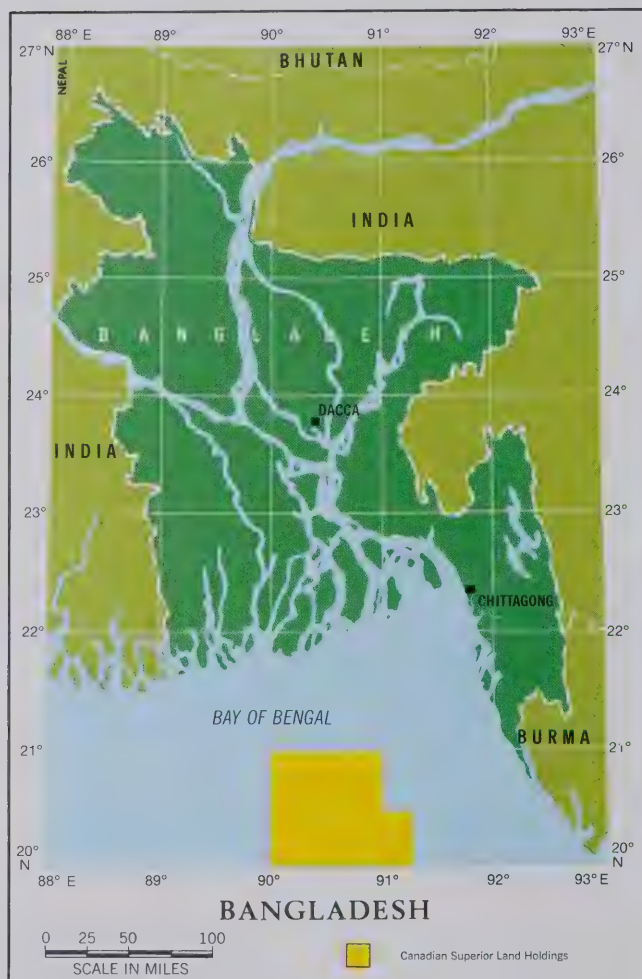 88° E 89° 90° 91° 92° 93° E
27° N 27° N
NEPAL
BHUTAN
26° 26°
INDIA
25° 25°
BANGLADESH
24° 24°
DACCA
INDIA
23° 23°
CHITTAGONG
22° 22°
BAY OF BENGAL
21° 21°
BURMA
20° N 20° N
88° E 89° 90° 91° 92° 93° E
BANGLADESH
0 25 50 100
SCALE IN MILES
Canadian Superior Land Holdings